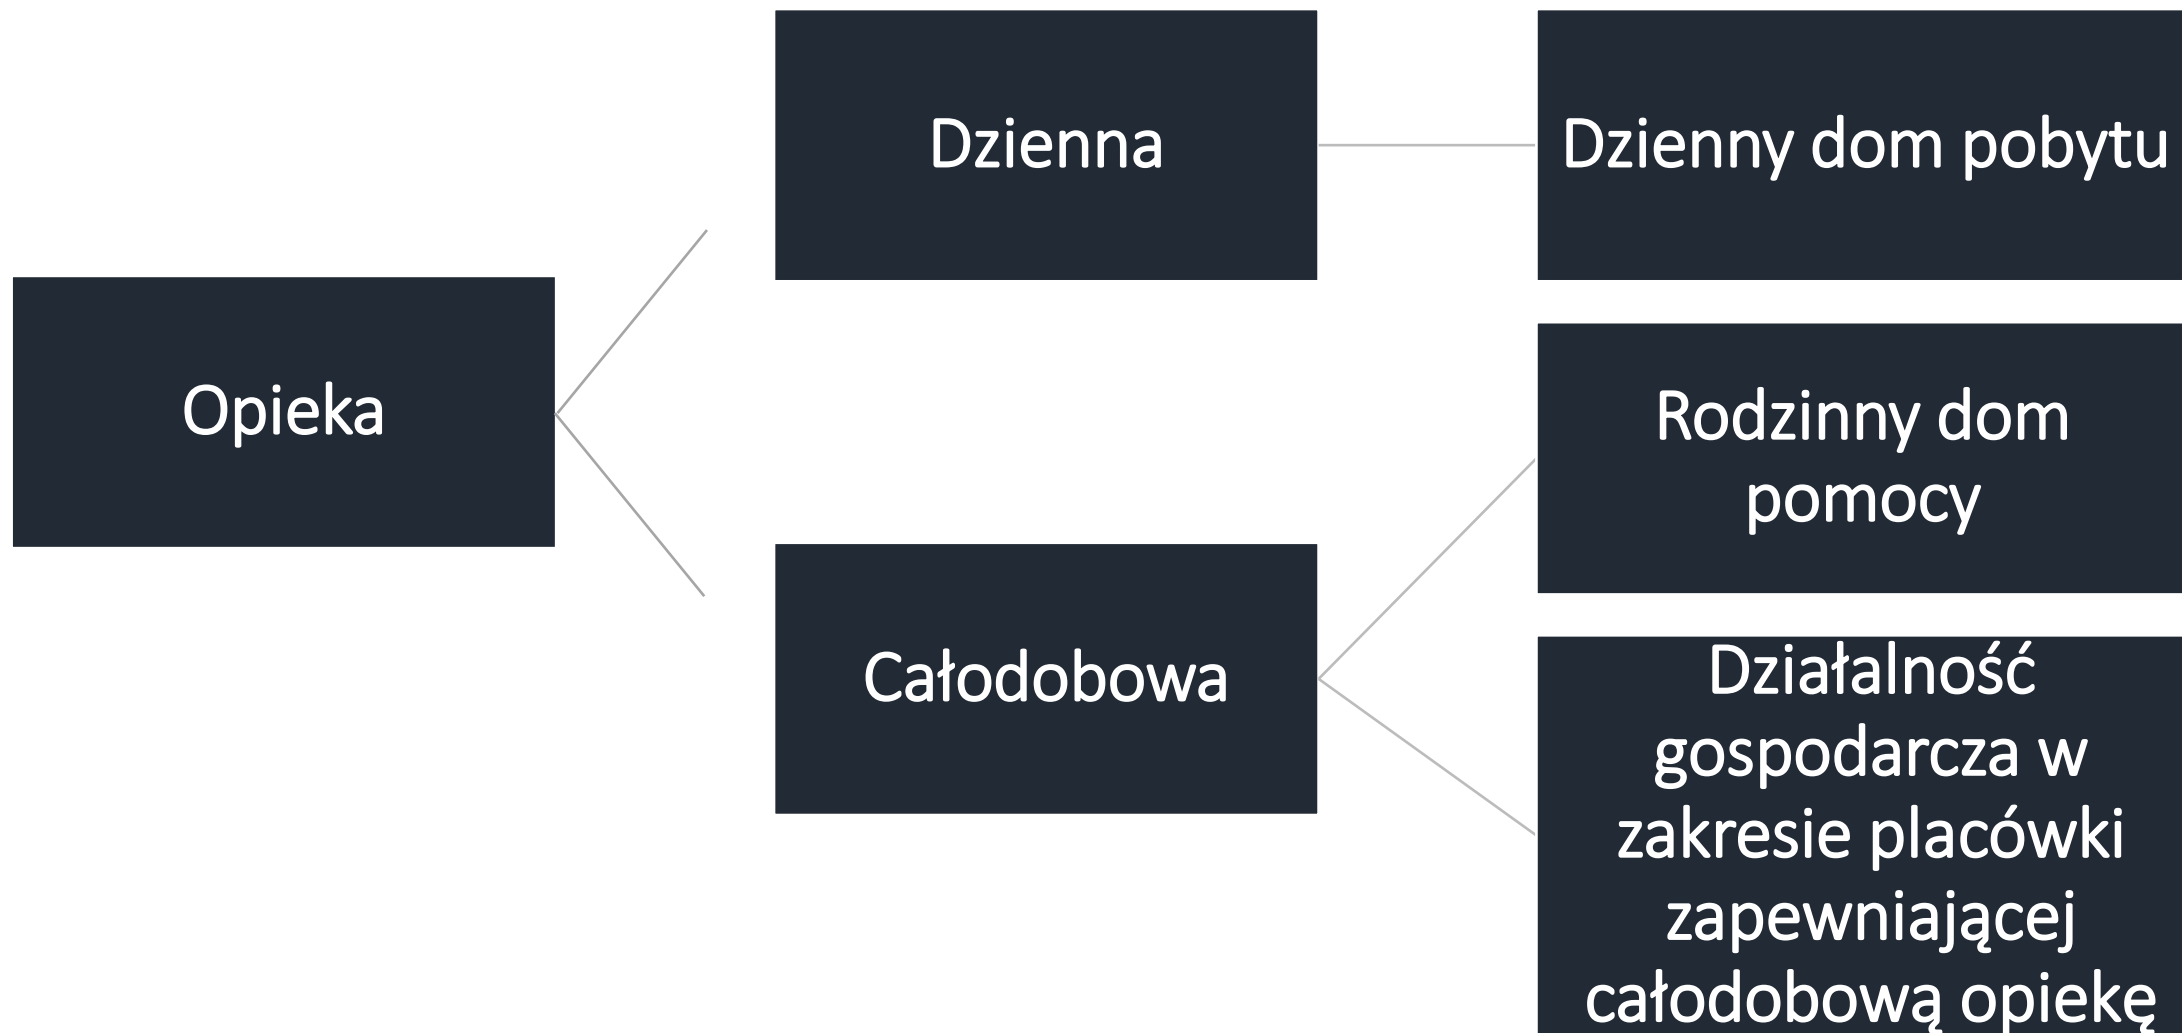 Opieka
Dzienna
Dzienny dom pobytu
Całodobowa
Rodzinny dom
pomocy
Działalność
gospodarcza w
zakresie placówki
zapewniającej
całodobową opiekę